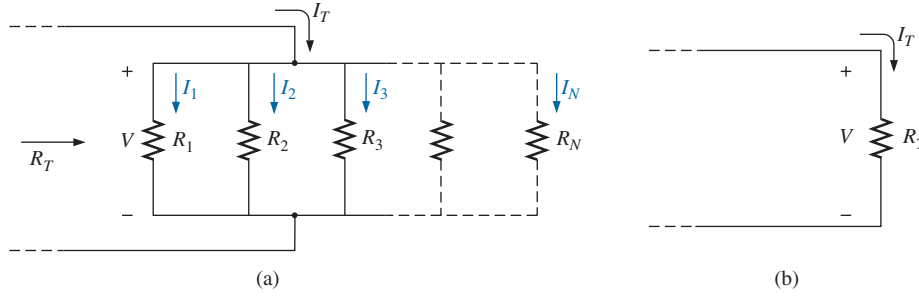 I_T
I_T
+
I_1
I_2
I_3
I_N
+
R_T
V
R_1
R_2
R_3
R_N
V
–
–
(a)
(b)